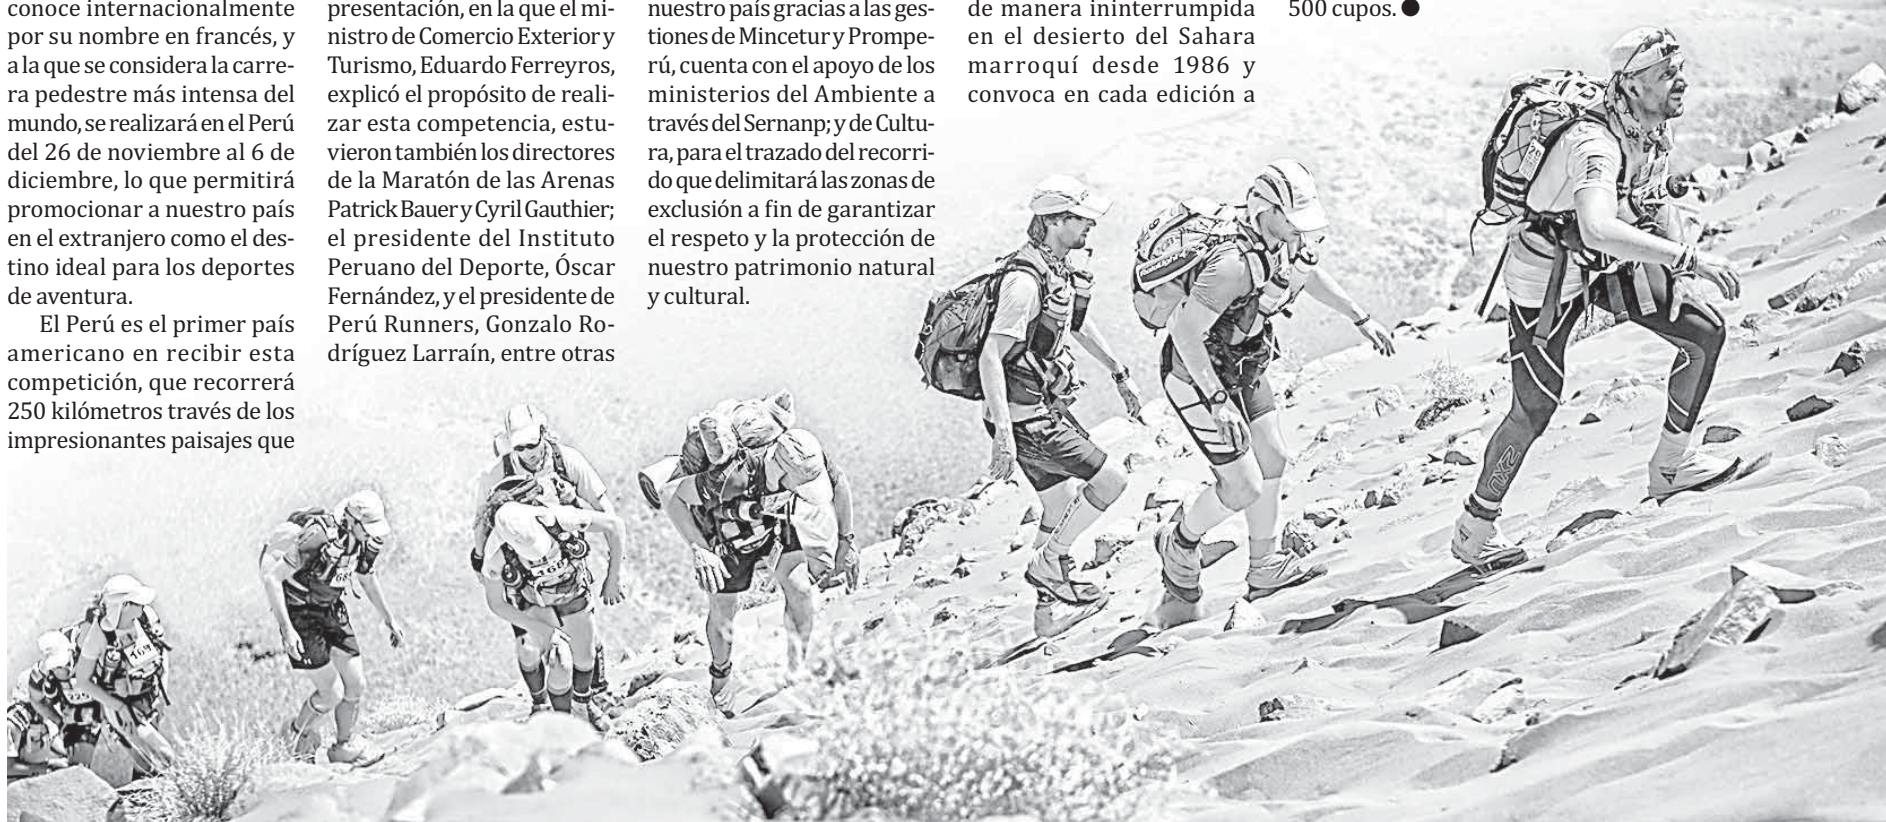 conoce internacionalmente
por su nombre en francés, y
a la que se considera la carre-
ra pedestre más intensa del
mundo, se realizará en el Perú
del 26 de noviembre al 6 de
diciembre, lo que permitirá
promocionar a nuestro país
en el extranjero como el des-
tino ideal para los deportes
de aventura.
El Perú es el primer país
americano en recibir esta
competición, que recorrerá
250 kilómetros través de los
impresionantes paisajes que
presentación, en la que el mi-
nistro de Comercio Exterior y
Turismo, Eduardo Ferreyros,
explicó el propósito de reali-
zar esta competencia, estu-
vieron también los directores
de la Maratón de las Arenas
Patrick Bauer y Cyril Gauthier;
el presidente del Instituto
Peruano del Deporte, Óscar
Fernández, y el presidente de
Perú Runners, Gonzalo Ro-
dríguez Larraín, entre otras
nuestro país gracias a las ges-
tiones de Mincetur y Prompe-
rú, cuenta con el apoyo de los
ministerios del Ambiente a
través del Sernanp; y de Cultu-
ra, para el trazado del recorri-
do que delimitará las zonas de
exclusión a fin de garantizar
el respeto y la protección de
nuestro patrimonio natural
y cultural.
de manera ininterrumpida
en el desierto del Sahara
marroquí desde 1986 y
convoca en cada edición a
500 cupos. ●
169
2XU